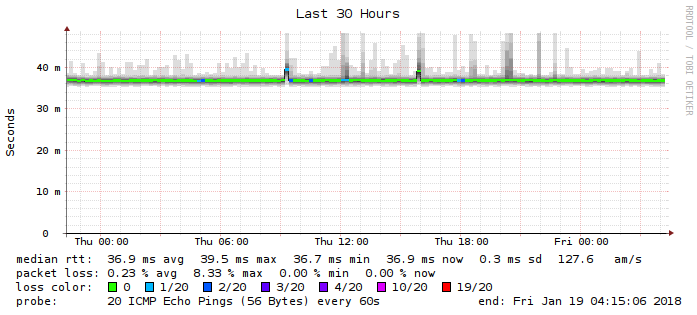 Last 30 Hours
RRDTOOL / TOBI OETIKER
Seconds
40 m
30 m
20 m
10 m
0
Thu 00:00 Thu 06:00 Thu 12:00 Thu 18:00 Fri 00:00
median rtt: 36.9 ms avg 39.5 ms max 36.7 ms min 36.9 ms now 0.3 ms sd 127.6 am/s
packet loss: 0.23 % avg 8.33 % max 0.00 % min 0.00 % now
loss color: 0 1/20 2/20 3/20 4/20 10/20 19/20
probe: 20 ICMP Echo Pings (56 Bytes) every 60s end: Fri Jan 19 04:15:06 2018